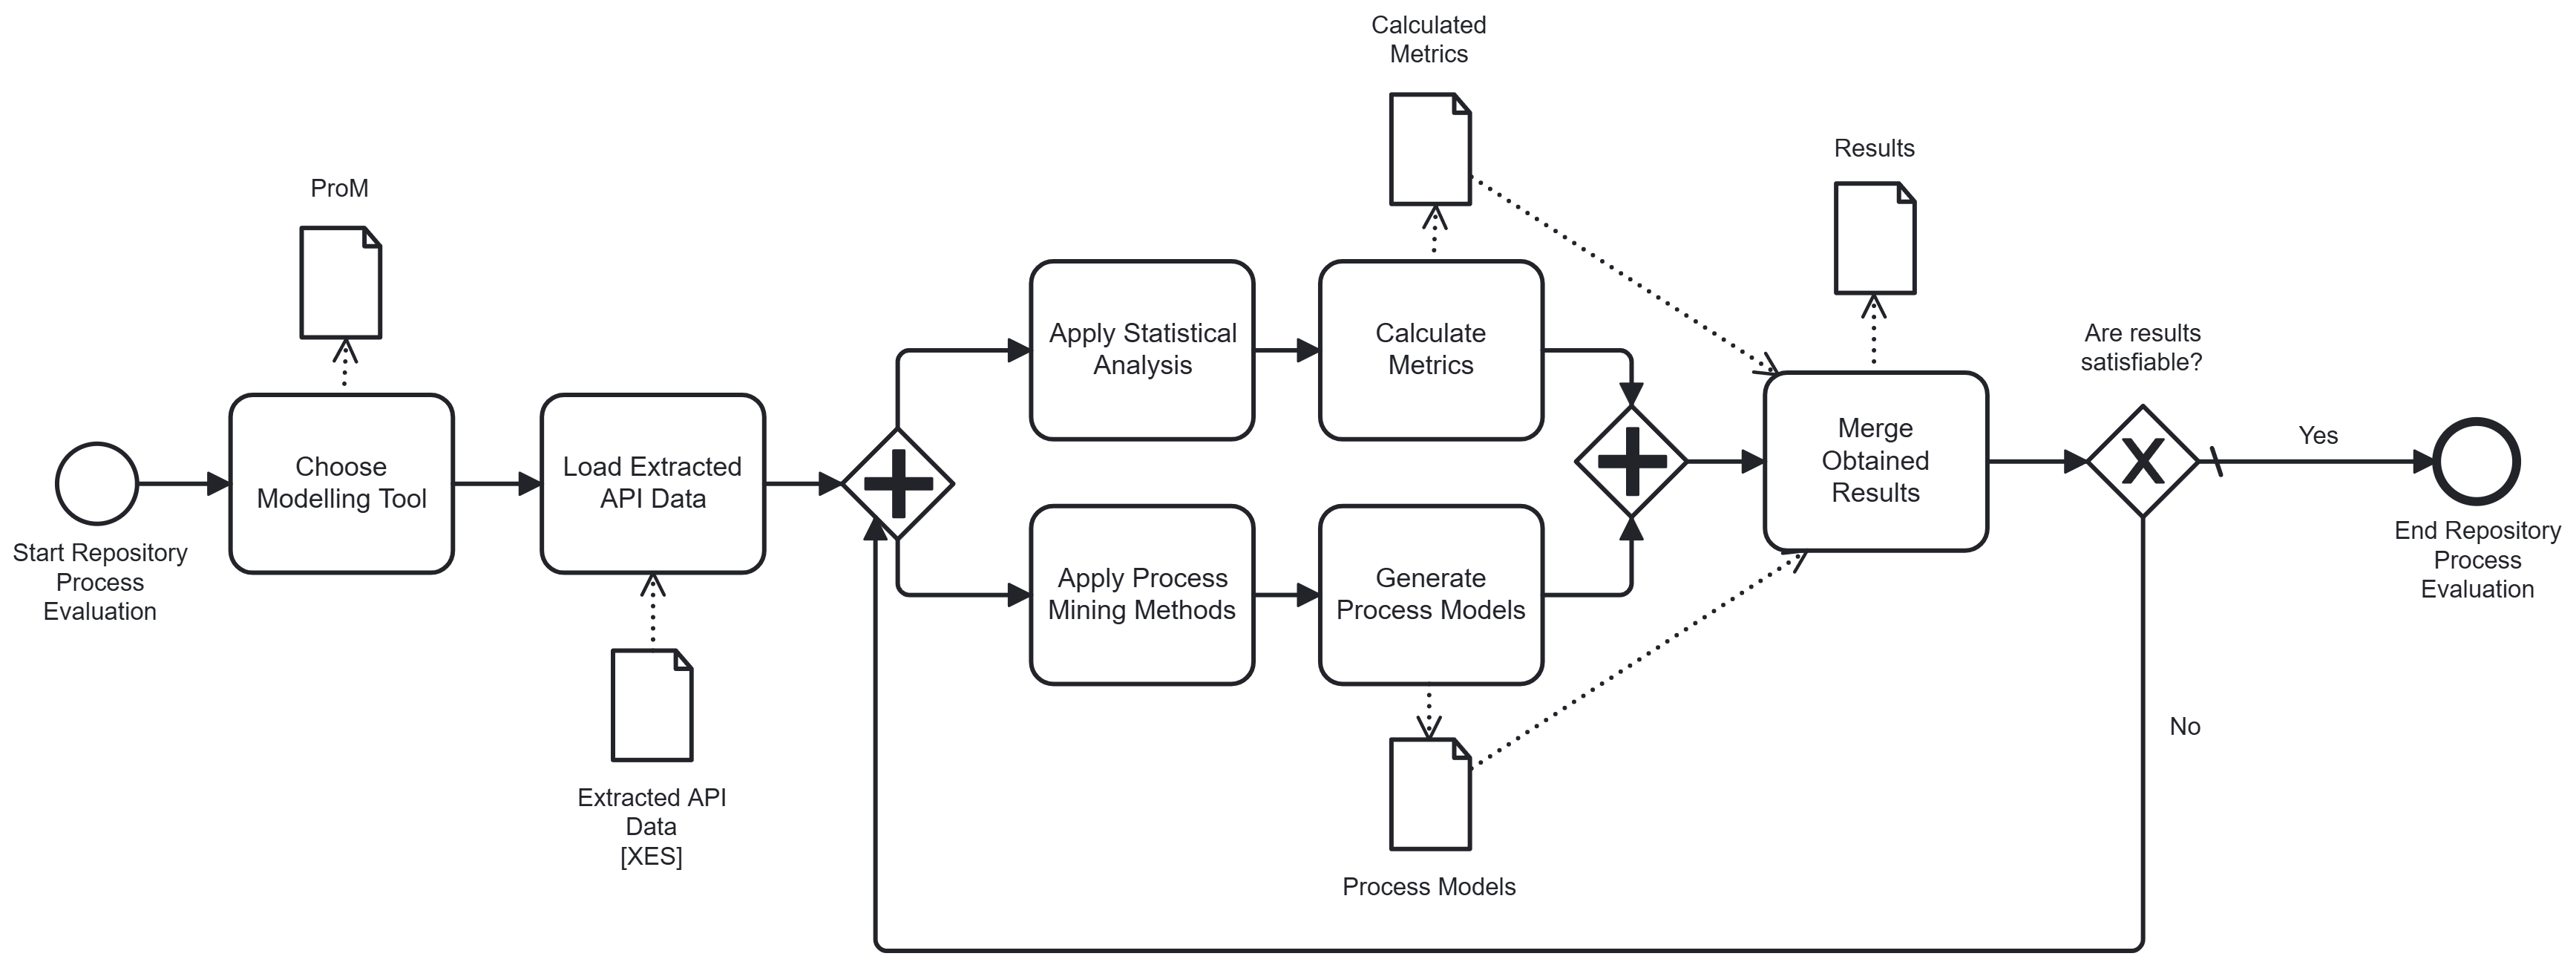 Calculated
Metrics
Results
ProM
Are results
satisfiable?
Apply Statistical
Analysis
Calculate
Metrics
Yes
Merge
Obtained
Results
Choose
Modelling Tool
Load Extracted
API Data
Start Repository
Process
Evaluation
End Repository
Process
Evaluation
Apply Process
Mining Methods
Generate
Process Models
No
Extracted API
Data
[XES]
Process Models